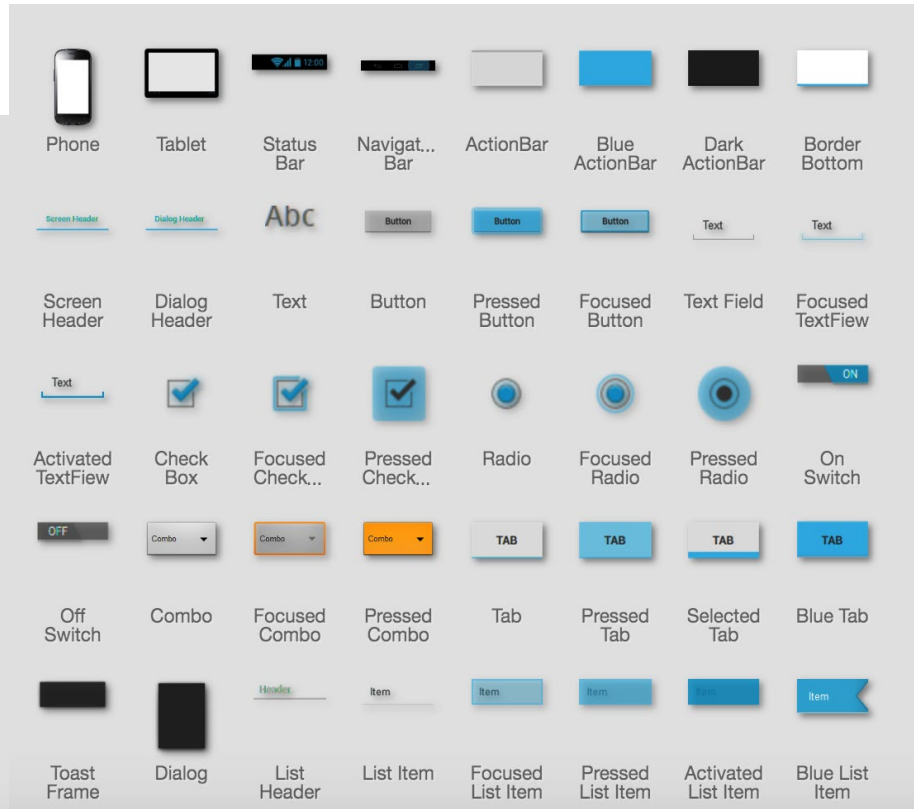 12:00
Phone
Tablet
Status
Bar
Navigat...
Bar
ActionBar
Blue
ActionBar
Dark
ActionBar
Border
Bottom
Screen Header
Dialog Header
Abc
Button
Button
Button
Text
Text
Screen
Header
Dialog
Header
Text
Button
Pressed
Button
Focused
Button
Text Field
Focused
TextFiew
Text
ON
Activated
TextFiew
Check
Box
Focused
Check...
Pressed
Check...
Radio
Focused
Radio
Pressed
Radio
On
Switch
OFF
Combo
Combo
Combo
TAB
TAB
TAB
TAB
Off
Switch
Combo
Focused
Combo
Pressed
Combo
Tab
Pressed
Tab
Selected
Tab
Blue Tab
Header
Item
Item
Item
Item
Item
Toast
Frame
Dialog
List
Header
List Item
Focused
List Item
Pressed
List Item
Activated
List Item
Blue List
Item